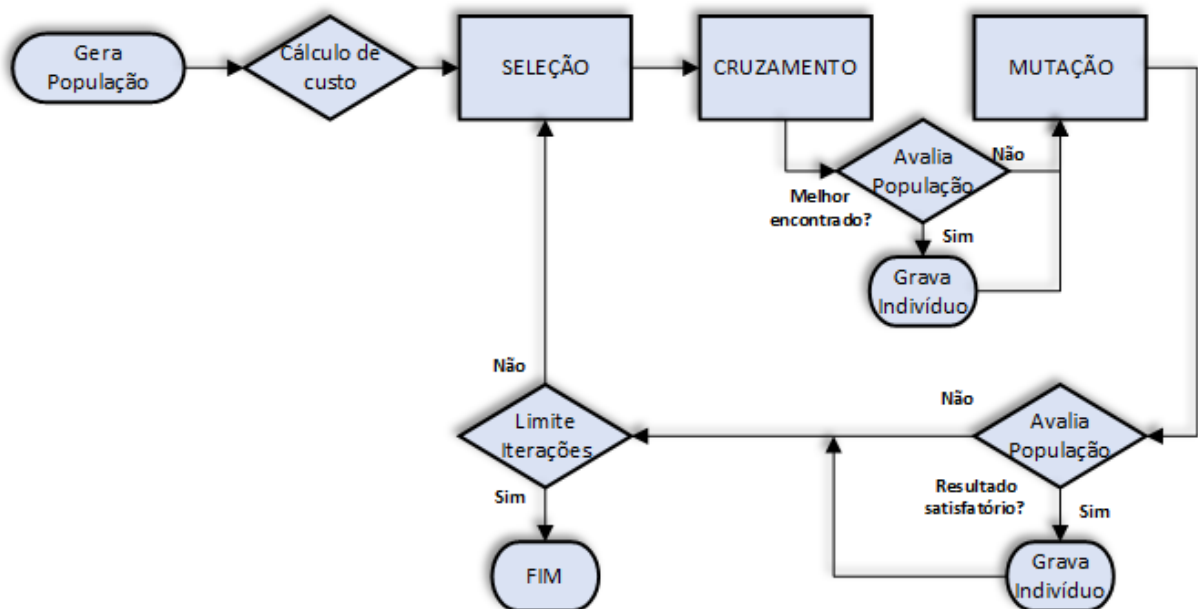 Gera
População
Cálculo de
custo
SELEÇÃO
CRUZAMENTO
MUTAÇÃO
Avalia
População
Não
Melhor
encontrado?
Sim
Grava
Indivíduo
Não
Limite
Iterações
Sim
FIM
Não
Avalia
População
Resultado
satisfatório?
Sim
Grava
Indivíduo